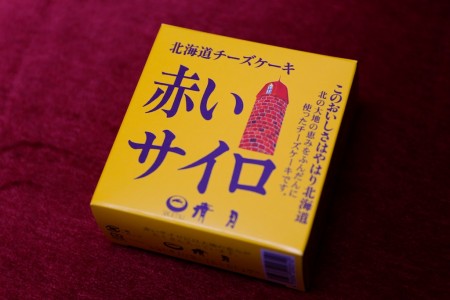 北海道チーズケーキ
赤い
サイロ
このおいしさはやはり北海道
北の大地の恵みをふんだんに
使ったチーズケーキです。
清月